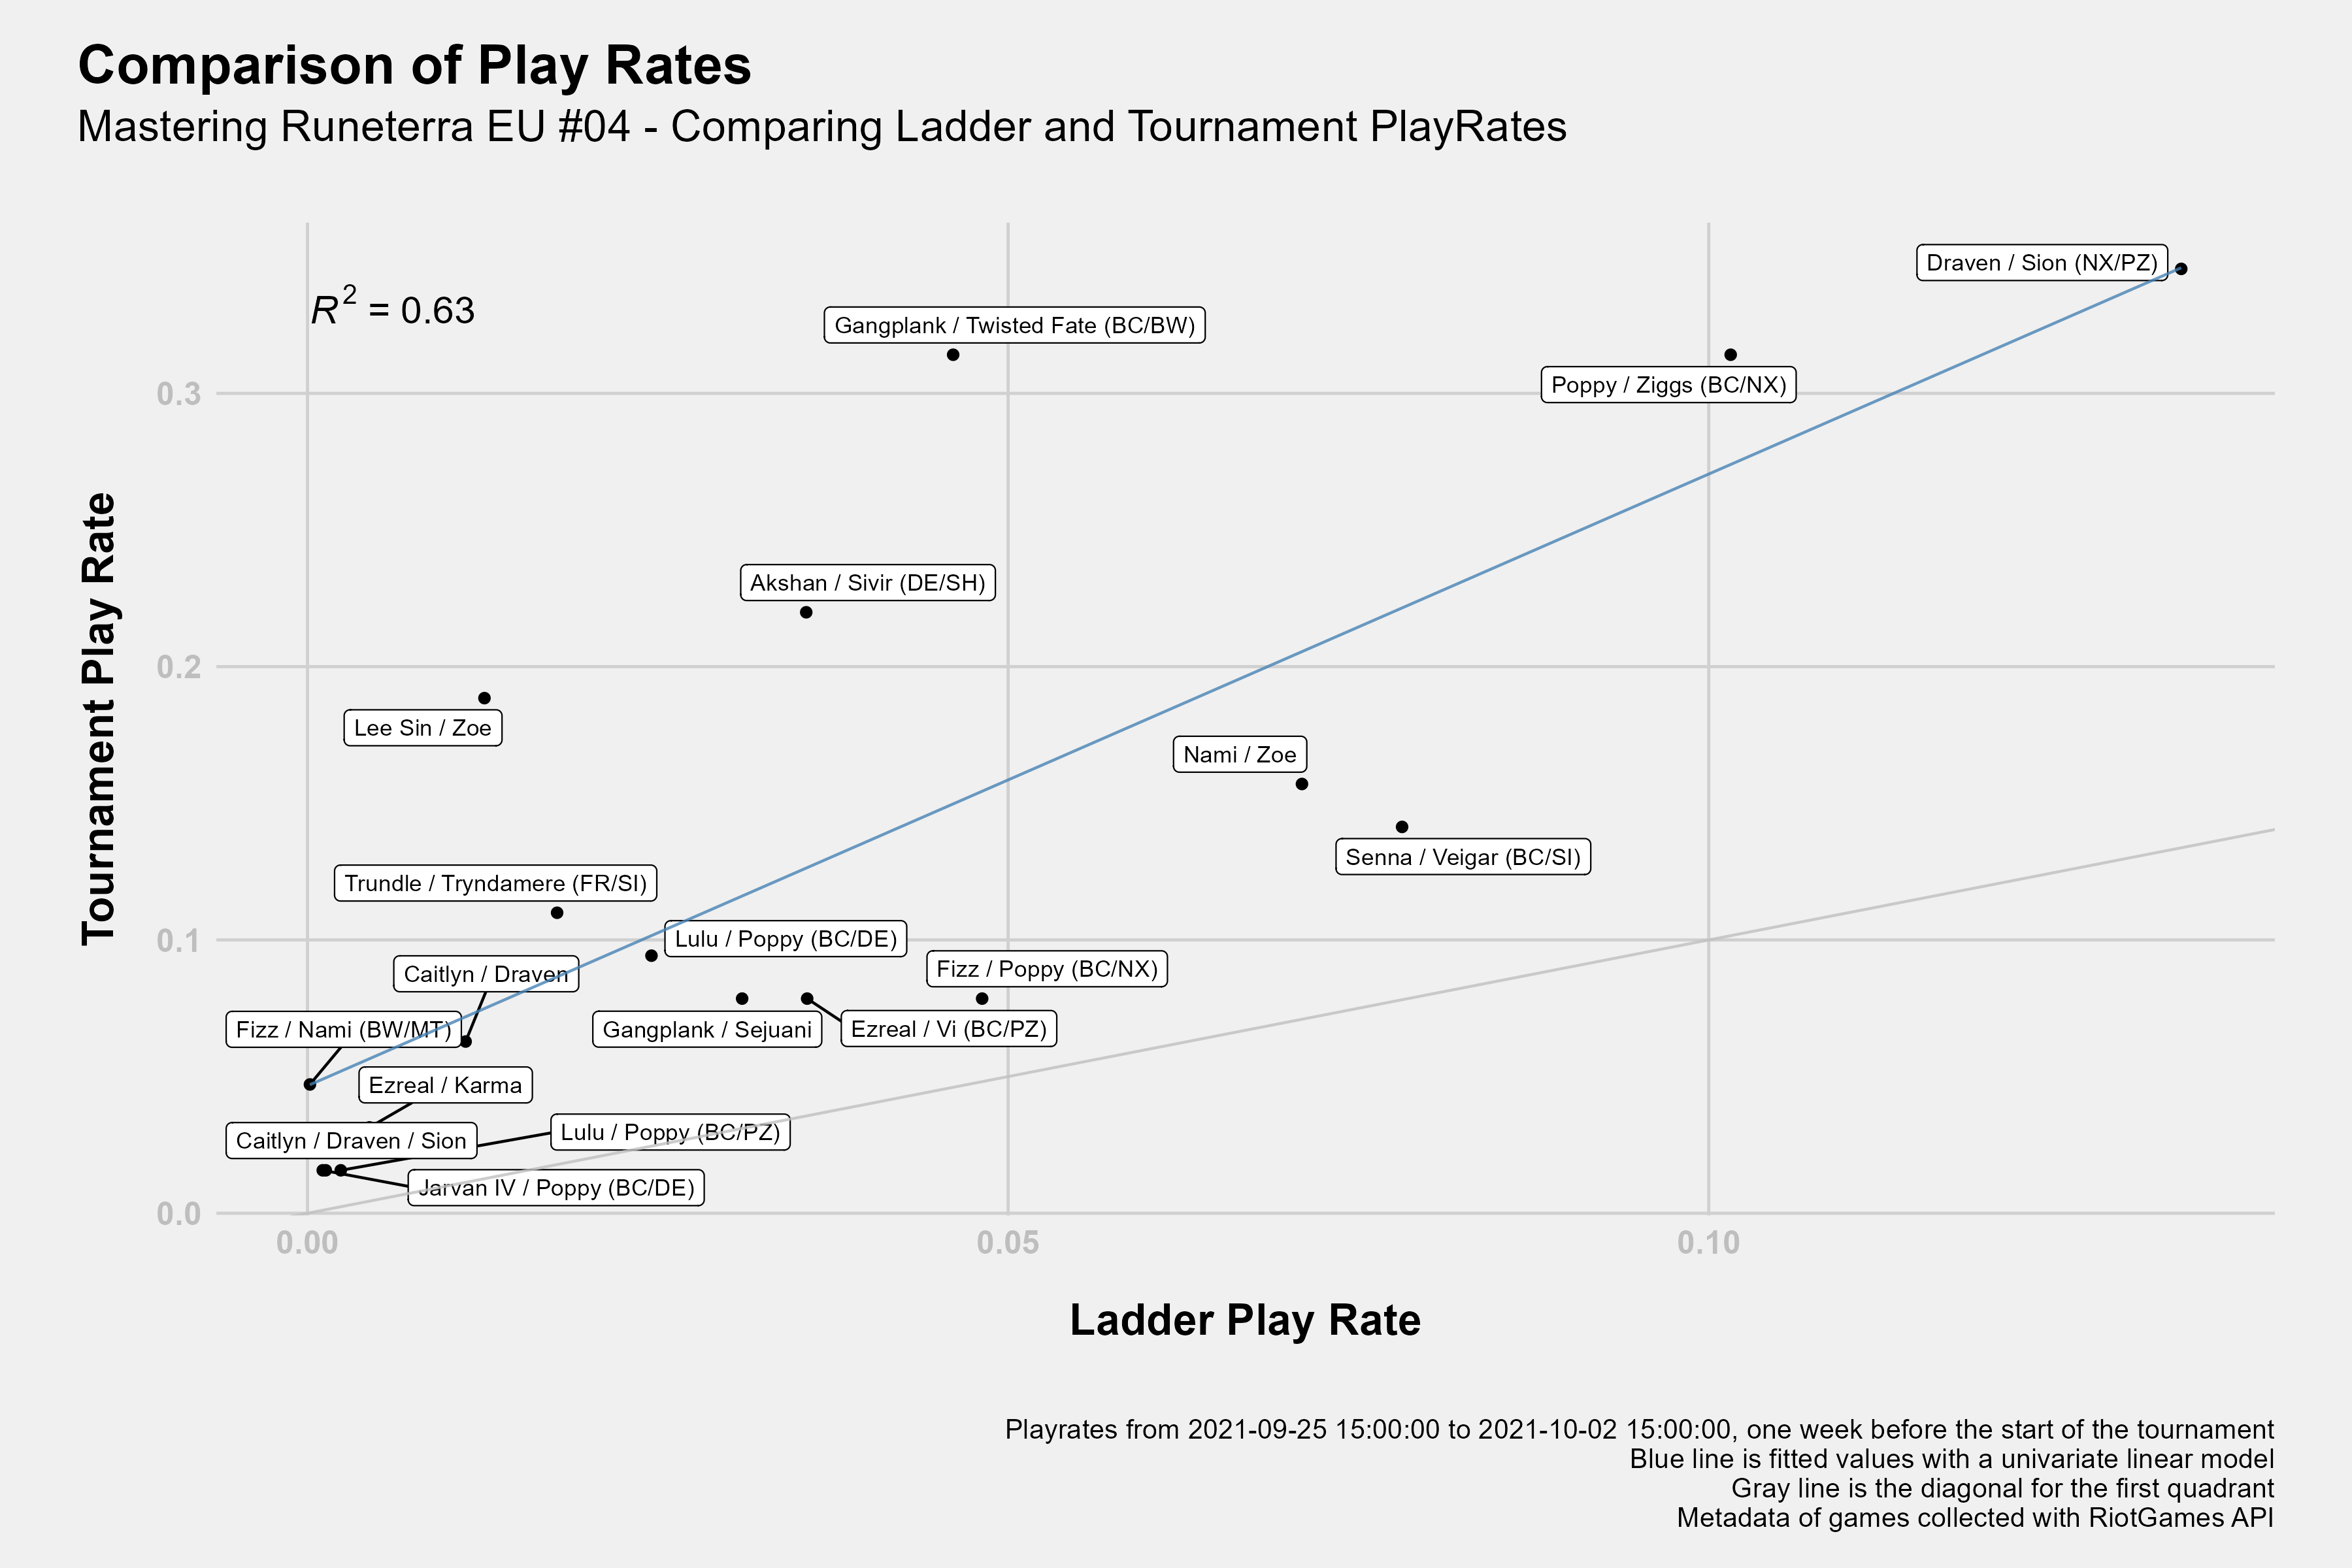 Comparison of Play Rates
Mastering Runeterra EU #04 - Comparing Ladder and Tournament PlayRates
Draven / Sion (NX/PZ)
R² = 0.63
Gangplank / Twisted Fate (BC/BW)
Poppy / Ziggs (BC/NX)
0.3
Akshan / Sivir (DE/SH)
0.2
Lee Sin / Zoe
Nami / Zoe
Senna / Veigar (BC/SI)
Trundle / Tryndamere (FR/SI)
0.1
Lulu / Poppy (BC/DE)
Caitlyn / Draven
Fizz / Poppy (BC/NX)
Fizz / Nami (BW/MT)
Gangplank / Sejuani
Ezreal / Vi (BC/PZ)
Ezreal / Karma
Caitlyn / Draven / Sion
Lulu / Poppy (BC/PZ)
Jarvan IV / Poppy (BC/DE)
0.0
0.00
0.05
0.10
Tournament Play Rate
Ladder Play Rate
Playrates from 2021-09-25 15:00:00 to 2021-10-02 15:00:00, one week before the start of the tournament
Blue line is fitted values with a univariate linear model
Gray line is the diagonal for the first quadrant
Metadata of games collected with RiotGames API